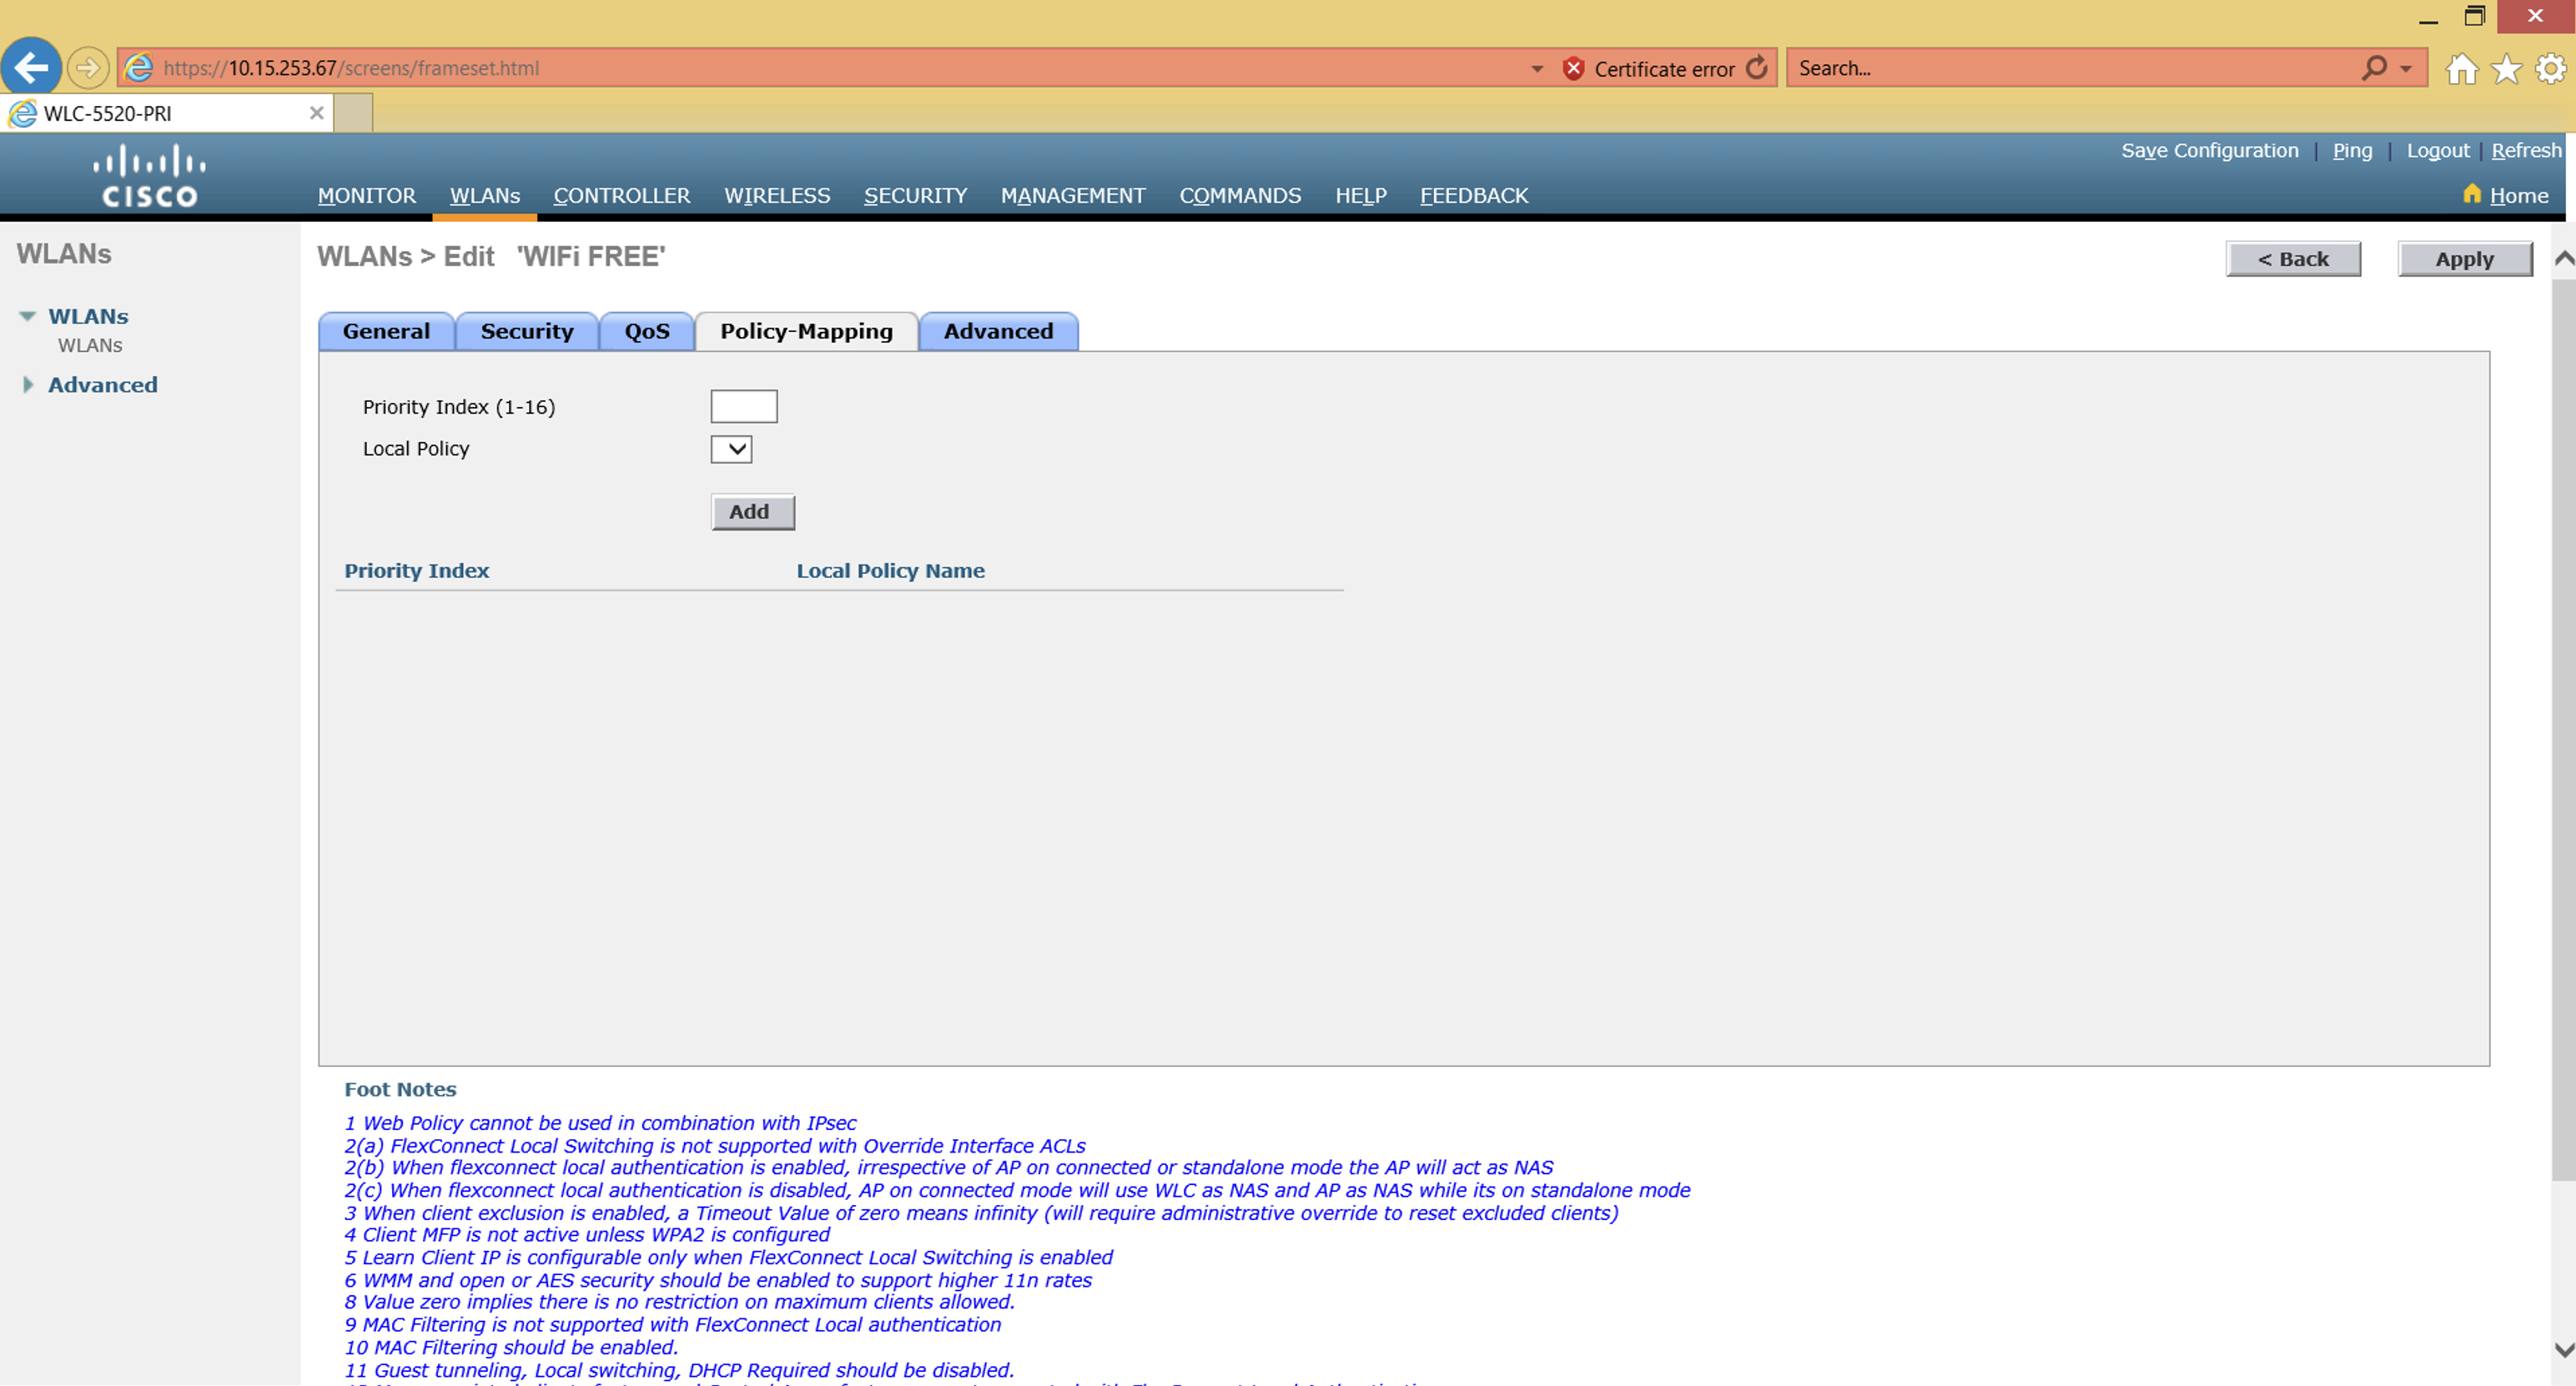 https://10.15.253.67/screens/frameset.html
Certificate error
Search...
WLC-5520-PRI
CISCO
Save Configuration | Ping | Logout | Refresh
MONITOR WLANs CONTROLLER WIRELESS SECURITY MANAGEMENT COMMANDS HELP FEEDBACK
Home
WLANs
WLANs
WLANs
Advanced
WLANs > Edit 'WIFi FREE'
< Back
Apply
General Security QoS Policy-Mapping Advanced
Priority Index (1-16)
Local Policy
Add
Priority Index Local Policy Name
Foot Notes
1 Web Policy cannot be used in combination with IPsec
2(a) FlexConnect Local Switching is not supported with Override Interface ACLs
2(b) When flexconnect local authentication is enabled, irrespective of AP on connected or standalone mode the AP will act as NAS
2(c) When flexconnect local authentication is disabled, AP on connected mode will use WLC as NAS and AP as NAS while its on standalone mode
3 When client exclusion is enabled, a Timeout Value of zero means infinity (will require administrative override to reset excluded clients)
4 Client MFP is not active unless WPA2 is configured
5 Learn Client IP is configurable only when FlexConnect Local Switching is enabled
6 WMM and open or AES security should be enabled to support higher 11n rates
8 Value zero implies there is no restriction on maximum clients allowed.
9 MAC Filtering is not supported with FlexConnect Local authentication
10 MAC Filtering should be enabled.
11 Guest tunneling, Local switching, DHCP Required should be disabled.